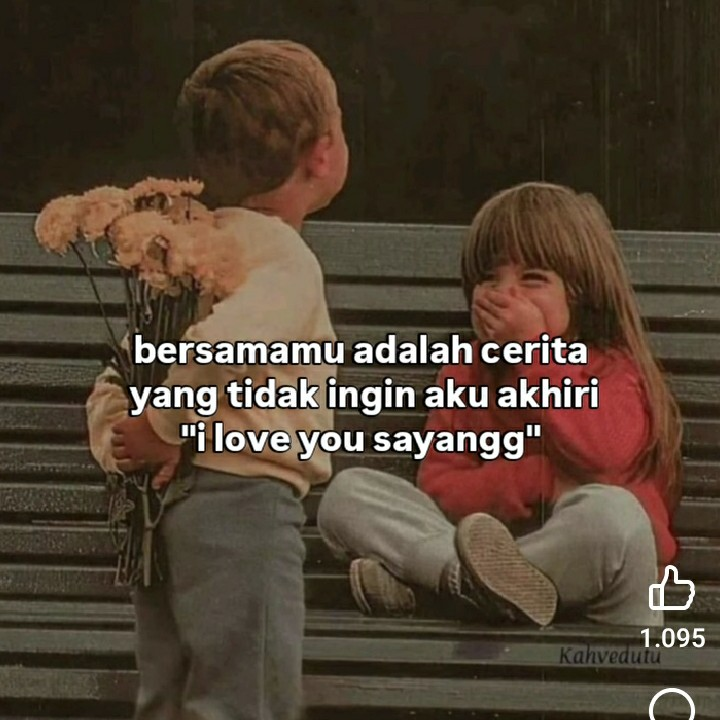 bersamamu adalah cerita
yang tidak ingin aku akhiri
"i love you sayangg"
1.095
Kahvedutu